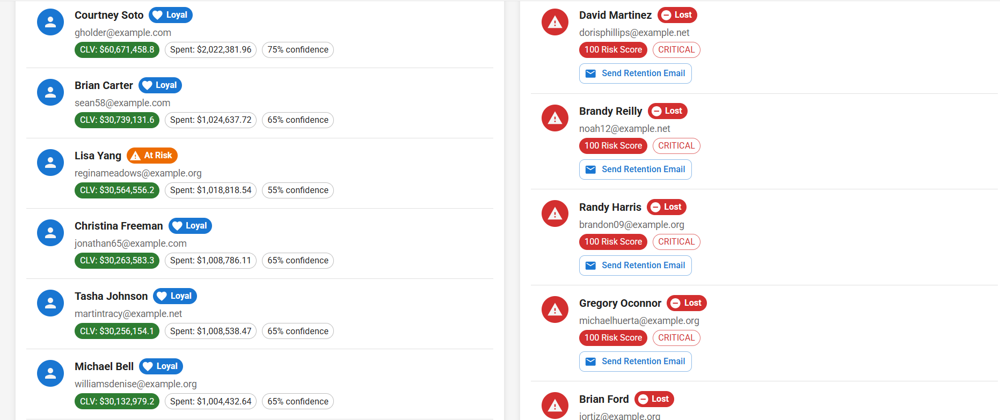 Courtney Soto Loyal
gholder@example.com
CLV: $60,671,458.8 Spent: $2,022,381.96 75% confidence
Brian Carter Loyal
sean58@example.com
CLV: $30,739,131.6 Spent: $1,024,637.72 65% confidence
Lisa Yang At Risk
reginameadows@example.org
CLV: $30,564,556.2 Spent: $1,018,818.54 55% confidence
Christina Freeman Loyal
jonathan65@example.com
CLV: $30,263,583.3 Spent: $1,008,786.11 65% confidence
Tasha Johnson Loyal
martintracy@example.net
CLV: $30,256,154.1 Spent: $1,008,538.47 65% confidence
Michael Bell Loyal
williamsdenise@example.org
CLV: $30,132,979.2 Spent: $1,004,432.64 65% confidence
David Martinez Lost
dorisphillips@example.net
100 Risk Score CRITICAL
Send Retention Email
Brandy Reilly Lost
noah12@example.net
100 Risk Score CRITICAL
Send Retention Email
Randy Harris Lost
brandon09@example.org
100 Risk Score CRITICAL
Send Retention Email
Gregory Oconnor Lost
michaelhuerta@example.org
100 Risk Score CRITICAL
Send Retention Email
Brian Ford Lost
jortiz@example.org